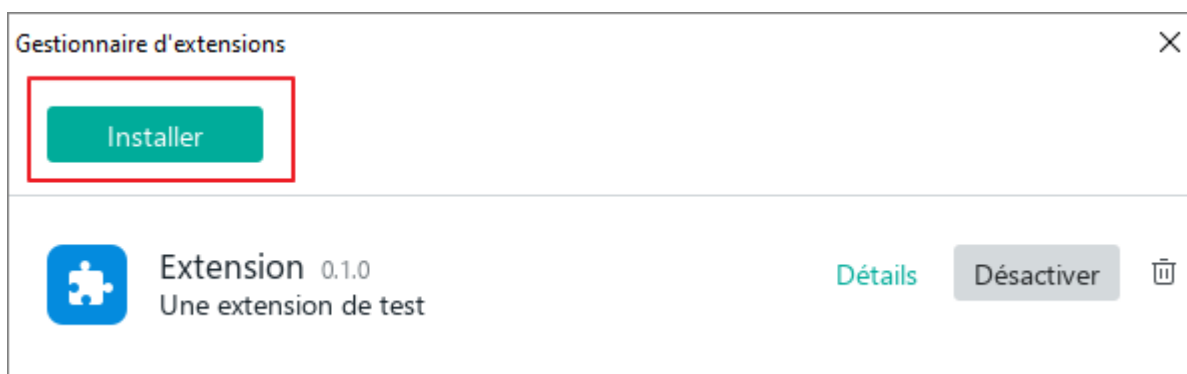 Gestionnaire d'extensions
Installer
Extension 0.1.0
Une extension de test
Détails
Désactiver